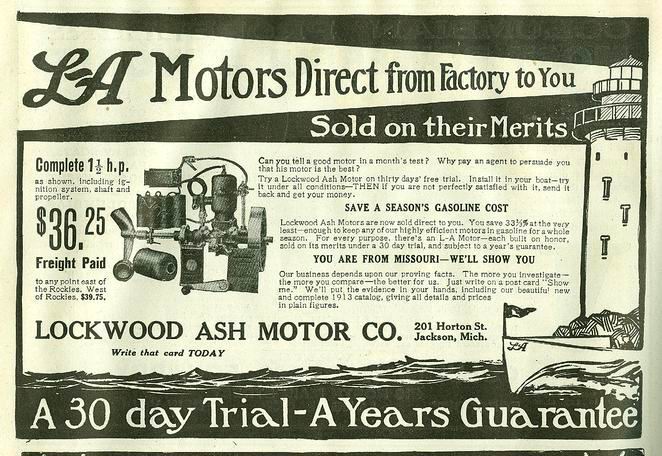 L-A Motors Direct from Factory to You
Sold on their Merits
Complete 1½ h.p.
as shown, including ig-
nition system, shaft and
propeller.
$36.25
Freight Paid
to any point east of
the Rockies. West
of Rockies, $39.75.
Can you tell a good motor in a month's test? Why pay an agent to persuade you
that his motor is the best?
Try a Lockwood Ash Motor on thirty days' free trial. Install it in your boat—try
it under all conditions—THEN if you are not perfectly satisfied with it, send it
back and get your money.
SAVE A SEASON'S GASOLINE COST
Lockwood Ash Motors are now sold direct to you. You save 33⅓% at the very
least—enough to keep any of our highly efficient motors in gasoline for a whole
season. For every purpose, there's an L-A Motor—each built on honor,
sold on its merits under a 30 day trial, and subject to a year's guarantee.
YOU ARE FROM MISSOURI—WE'LL SHOW YOU
Our business depends upon our proving facts. The more you investigate—
the more you compare—the better for us. Just write on a post card "Show
me." We'll put the evidence in your hands, including our beautiful new
and complete 1913 catalog, giving all details and prices
in plain figures.
LOCKWOOD ASH MOTOR CO.
201 Horton St.
Jackson, Mich.
Write that card TODAY
L-A
A 30 day Trial-A Years Guarantee